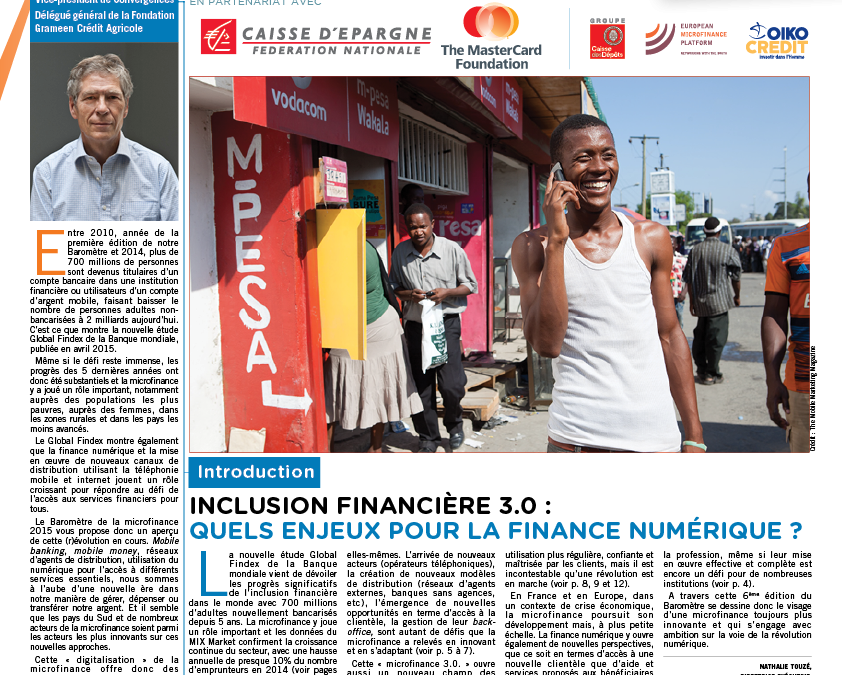 Vice-président de Convergences
Délégué général de la Fondation
Grameen Crédit Agricole
EN PARTENARIAT AVEC
CAISSE D'EPARGNE
FEDERATION NATIONALE
The MasterCard
Foundation
GROUPE
Caisse
des Dépôts
EUROPEAN
MICROFINANCE
PLATFORM
NETWORKING WITH THE SOUTH
OIKO
CREDIT
Investir dans l'Homme
vodacom
m-pesa
Wakala
M-PESA
BURE
Crédit : The Mobile Marketing Magazine
Entre 2010, année de la
première édition de notre
Baromètre et 2014, plus de
700 millions de personnes
sont devenus titulaires d'un
compte bancaire dans une institution
financière ou utilisateurs d'un compte
d'argent mobile, faisant baisser le
nombre de personnes adultes non-
bancarisées à 2 milliards aujourd'hui.
C'est ce que montre la nouvelle étude
Global Findex de la Banque mondiale,
publiée en avril 2015.
Même si le défi reste immense, les
progrès des 5 dernières années ont
donc été substantiels et la microfinance
y a joué un rôle important, notamment
auprès des populations les plus
pauvres, auprès des femmes, dans
les zones rurales et dans les pays les
moins avancés.
Le Global Findex montre également
que la finance numérique et la mise
en œuvre de nouveaux canaux de
distribution utilisant la téléphonie
mobile et internet jouent un rôle
croissant pour répondre au défi de
l'accès aux services financiers pour
tous.
Le Baromètre de la microfinance
2015 vous propose donc un aperçu
de cette (r)évolution en cours. Mobile
banking, mobile money, réseaux
d'agents de distribution, utilisation du
numérique pour l'accès à différents
services essentiels, nous sommes
à l'aube d'une nouvelle ère dans
notre manière de gérer, dépenser ou
transférer notre argent. Et il semble
que les pays du Sud et de nombreux
acteurs de la microfinance soient parmi
les acteurs les plus innovants sur ces
nouvelles approches.
Cette « digitalisation » de la
microfinance offre donc des
Introduction
INCLUSION FINANCIÈRE 3.0 :
QUELS ENJEUX POUR LA FINANCE NUMÉRIQUE ?
La nouvelle étude Global
Findex de la Banque
mondiale vient de dévoiler
les progrès significatifs
de l'inclusion financière
dans le monde avec 700 millions
d'adultes nouvellement bancarisés
depuis 5 ans. La microfinance y joue
un rôle important et les données du
MIX Market confirment la croissance
continue du secteur, avec une hausse
annuelle de presque 10% du nombre
d'emprunteurs en 2014 (voir pages
elles-mêmes. L'arrivée de nouveaux
acteurs (opérateurs téléphoniques),
la création de nouveaux modèles
de distribution (réseaux d'agents
externes, banques sans agences,
etc), l'émergence de nouvelles
opportunités en terme d'accès à la
clientèle, la gestion de leur back-
office, sont autant de défis que la
microfinance a relevés en innovant
et en s'adaptant (voir p. 5 à 7).
Cette « microfinance 3.0. » ouvre
aussi un nouveau champ des
utilisation plus régulière, confiante et
maîtrisée par les clients, mais il est
incontestable qu'une révolution est
en marche (voir p. 8, 9 et 12).
En France et en Europe, dans
un contexte de crise économique,
la microfinance poursuit son
développement mais, à plus petite
échelle. La finance numérique y ouvre
également de nouvelles perspectives,
que ce soit en termes d'accès à une
nouvelle clientèle que d'aide et
services proposés aux bénéficiaires
la profession, même si leur mise
en œuvre effective et complète est
encore un défi pour de nombreuses
institutions (voir p. 4).
A travers cette 6ème édition du
Baromètre se dessine donc le visage
d'une microfinance toujours plus
innovante et qui s'engage avec
ambition sur la voie de la révolution
numérique.
NATHALIE TOUZÉ,